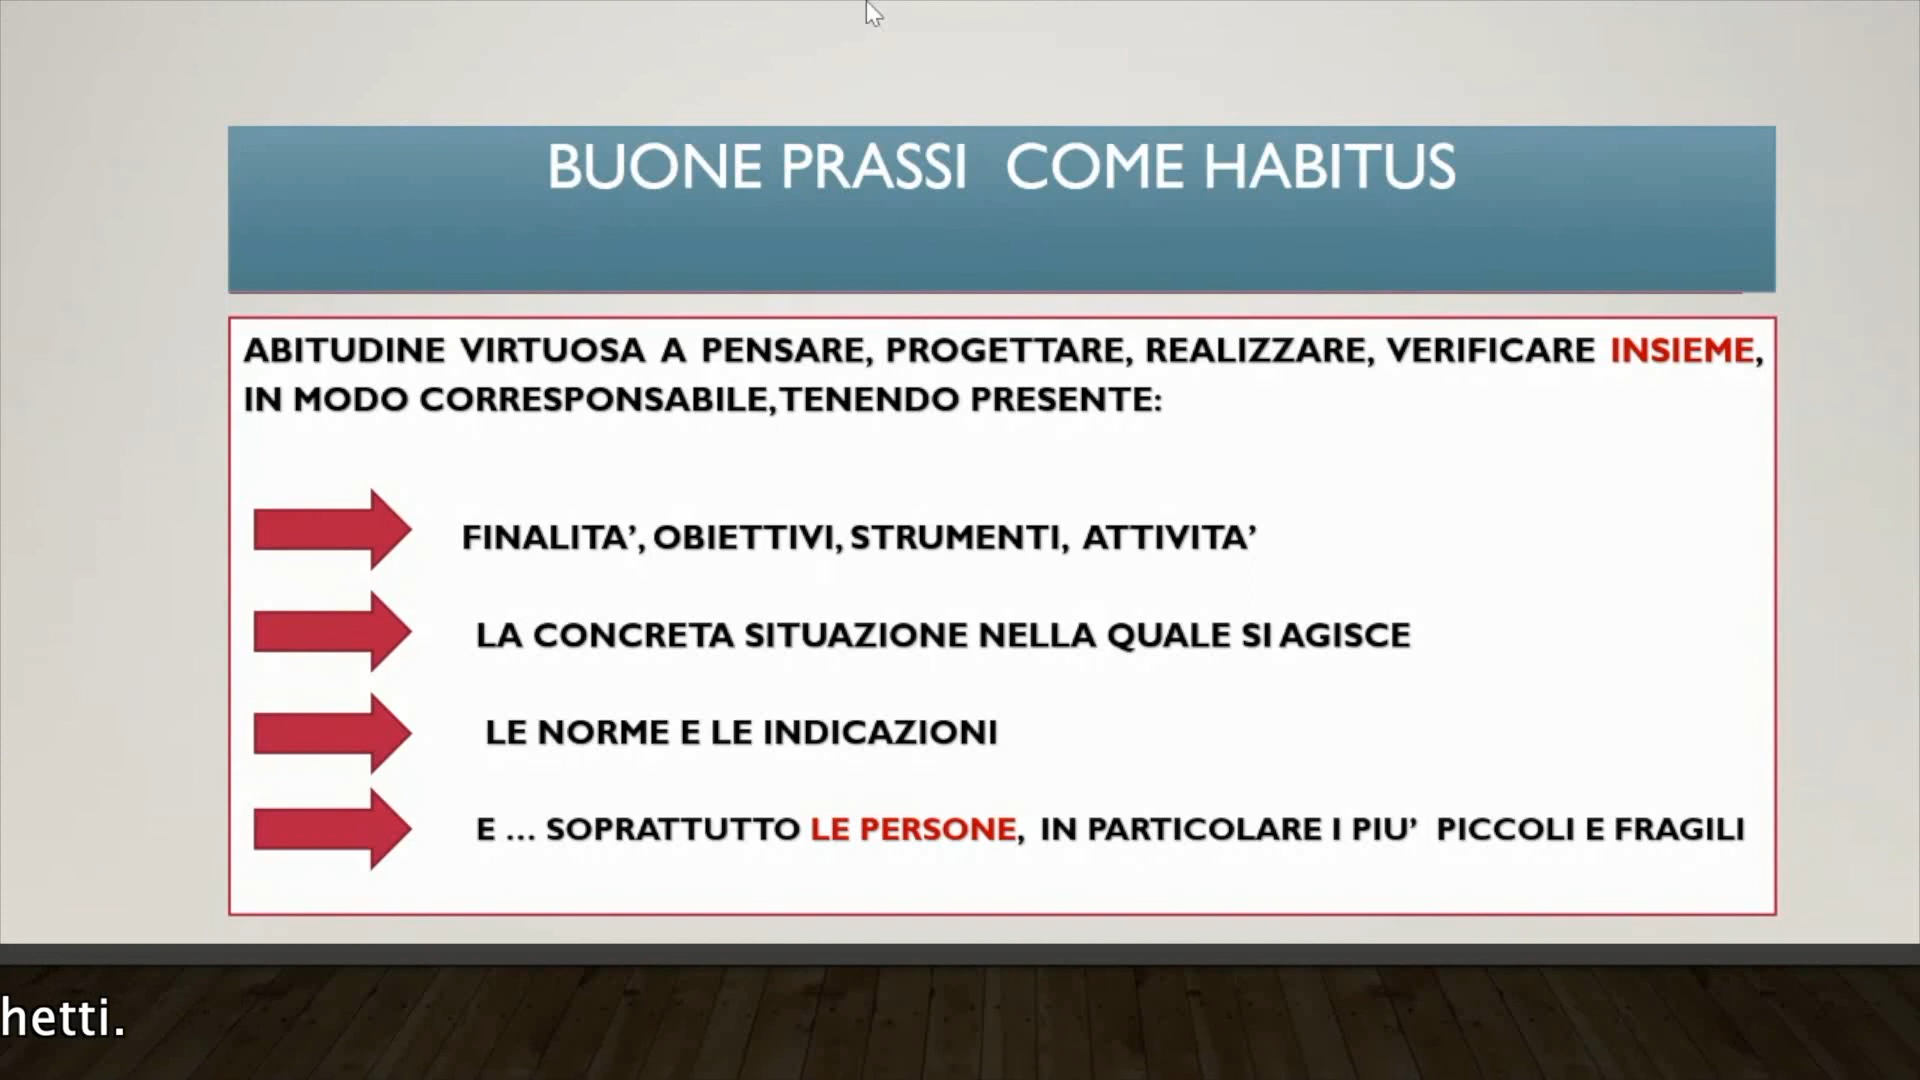 BUONE PRASSI COME HABITUS
ABITUDINE VIRTUOSA A PENSARE, PROGETTARE, REALIZZARE, VERIFICARE INSIEME,
IN MODO CORRESPONSABILE, TENENDO PRESENTE:
FINALITA’, OBIETTIVI, STRUMENTI, ATTIVITA’
LA CONCRETA SITUAZIONE NELLA QUALE SI AGISCE
LE NORME E LE INDICAZIONI
E … SOPRATTUTTO LE PERSONE, IN PARTICOLARE I PIU’ PICCOLI E FRAGILI
hetti.